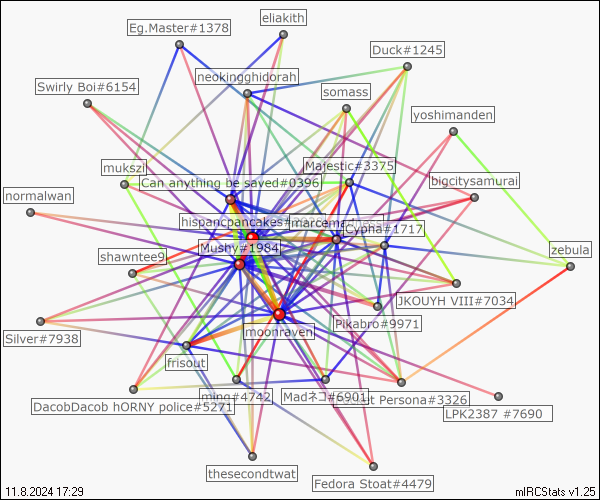 eliakith
Eg.Master#1378
Duck#1245
neokingghidorah
Swirly Boi#6154
somass
yoshimanden
Majestic#3375
mukszi
Can anything be saved#0396
bigcitysamurai
normalwan
hispancpancakes#
Cypha#1717
Mushy#1984
zebula
shawntee9
JKOUYH VIII#7034
Pikabro#9971
moonraven
Silver#7938
frisout
ming#4742
Madネコ#6901
Persona#3326
DacobDacob hORNY police#5271
LPK2387 #7690
thesecondtwat
Fedora Stoat#4479
11.8.2024 17:29
mIRCStats v1.25